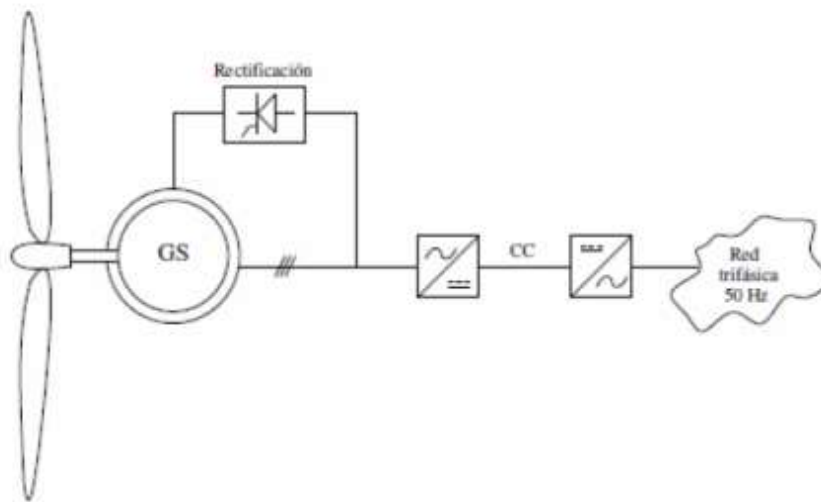 Rectificación
GS
CC
Red
trifásica
50 Hz